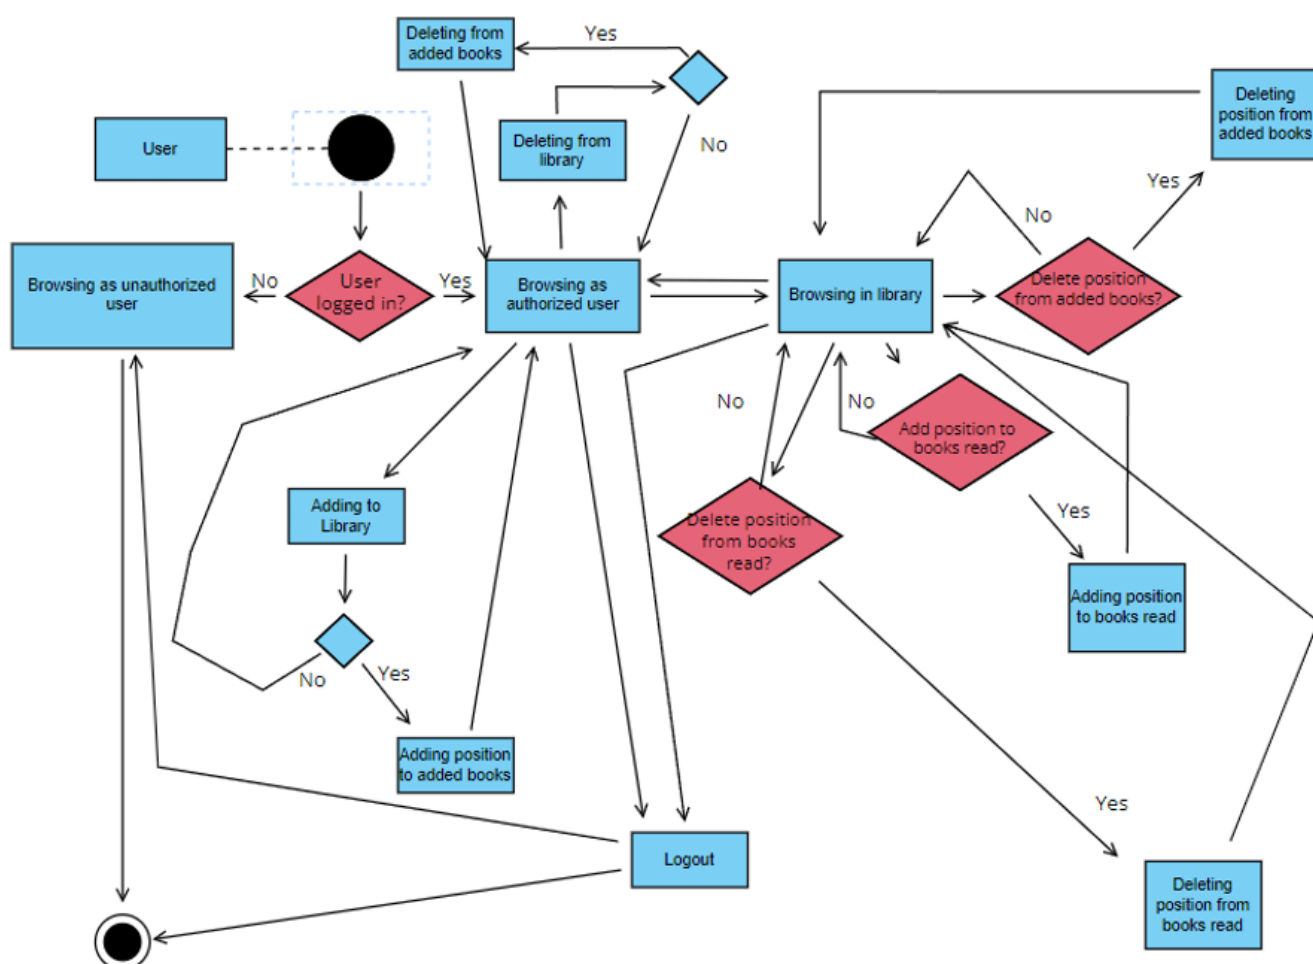 Deleting from
added books
Yes
Deleting
position from
added books
User
Deleting from
library
No
Yes
No
Browsing as unauthorized
user
No
User
logged in?
Yes
Browsing as
authorized user
Browsing in library
Delete position
from added books?
No
No
Add position to
books read?
Adding to
Library
Delete position
from books
read?
Yes
Adding position
to books read
No
Yes
Adding position
to added books
Yes
Logout
Deleting
position from
books read